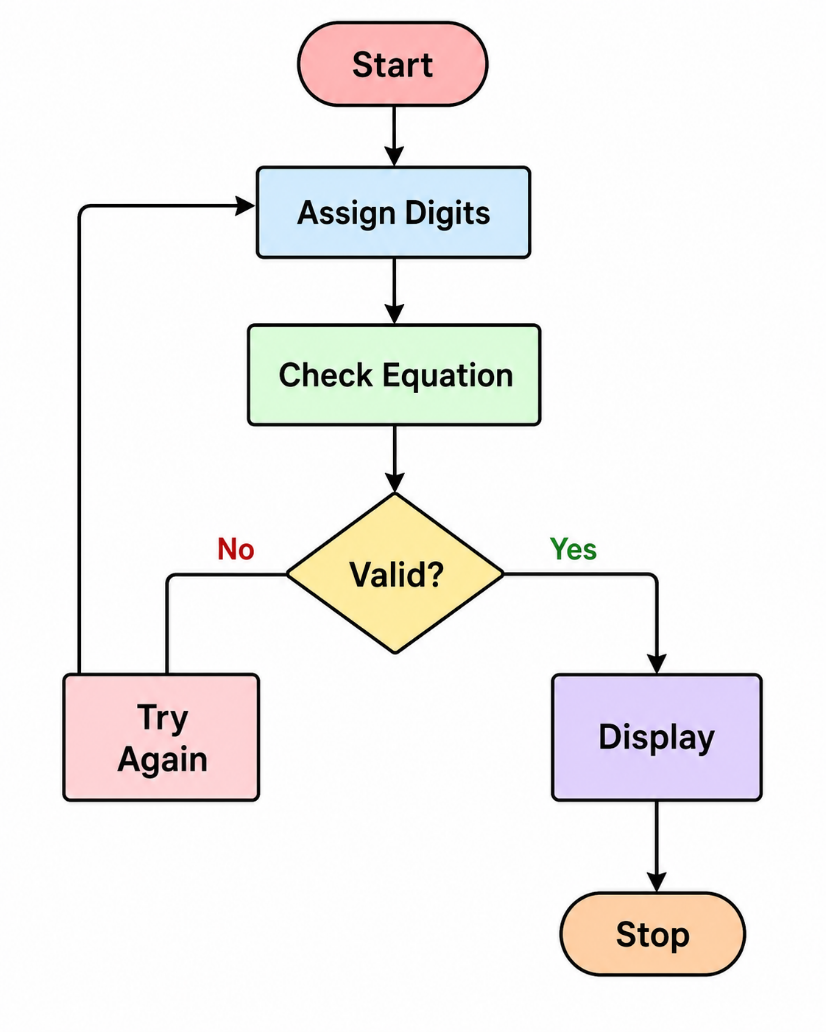 Start
Assign Digits
Check Equation
Valid?
No
Yes
Try
Again
Display
Stop